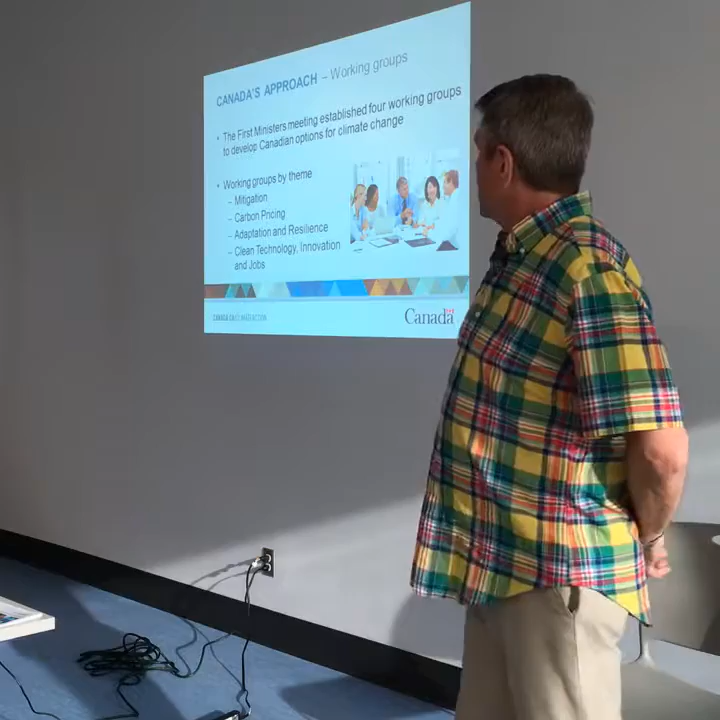 CANADA'S APPROACH – Working groups
• The First Ministers meeting established four working groups
to develop Canadian options for climate change
• Working groups by theme
– Mitigation
– Carbon Pricing
– Adaptation and Resilience
– Clean Technology, Innovation
and Jobs
Canada